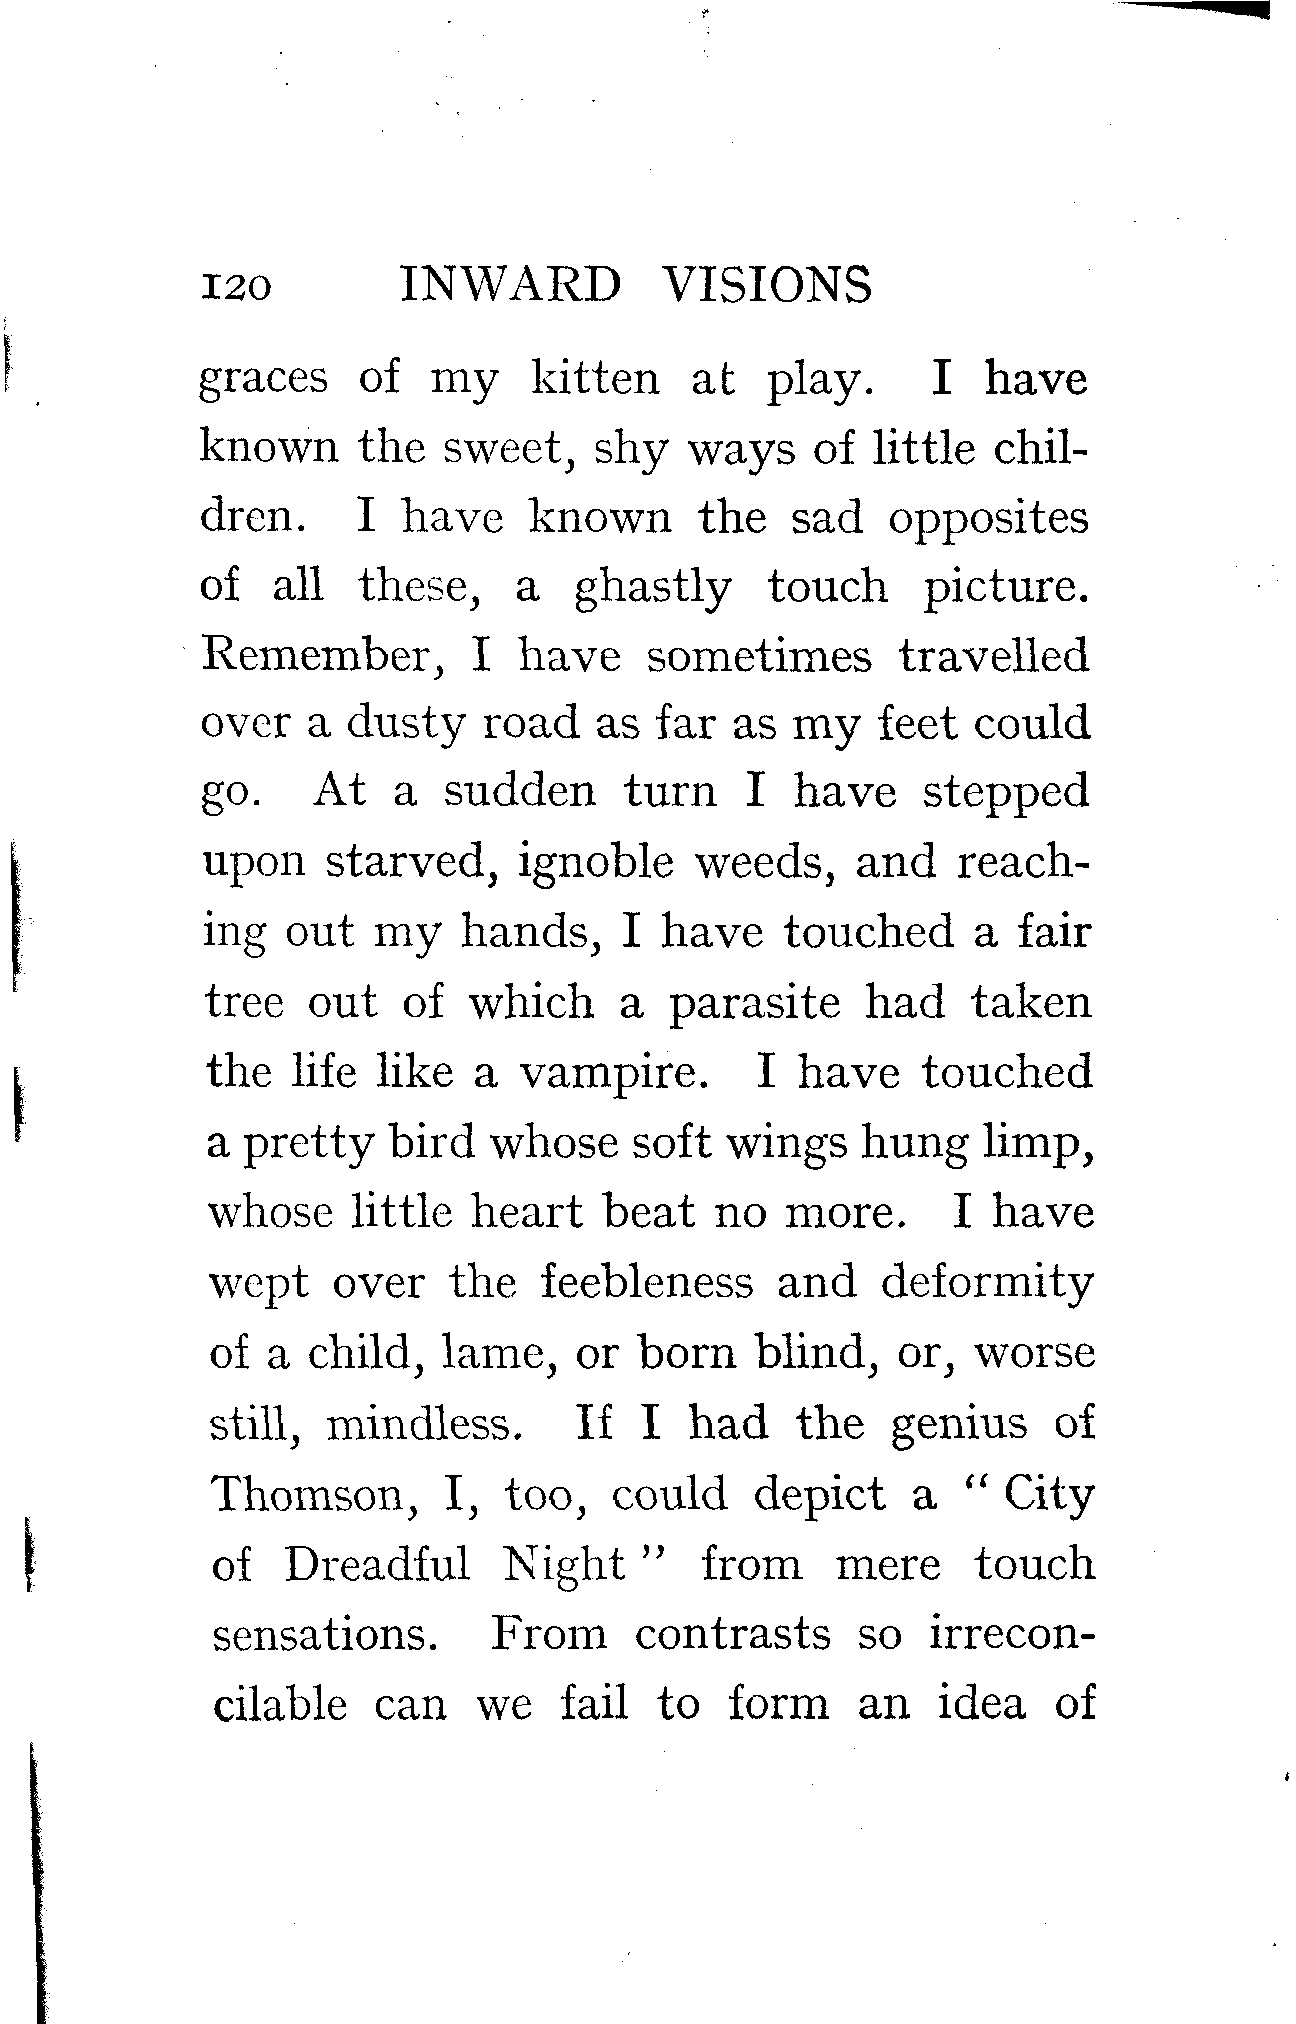 120 INWARD VISIONS
graces of my kitten at play. I have
known the sweet, shy ways of little chil-
dren. I have known the sad opposites
of all these, a ghastly touch picture.
Remember, I have sometimes travelled
over a dusty road as far as my feet could
go. At a sudden turn I have stepped
upon starved, ignoble weeds, and reach-
ing out my hands, I have touched a fair
tree out of which a parasite had taken
the life like a vampire. I have touched
a pretty bird whose soft wings hung limp,
whose little heart beat no more. I have
wept over the feebleness and deformity
of a child, lame, or born blind, or, worse
still, mindless. If I had the genius of
Thomson, I, too, could depict a “ City
of Dreadful Night ” from mere touch
sensations. From contrasts so irrecon-
cilable can we fail to form an idea of